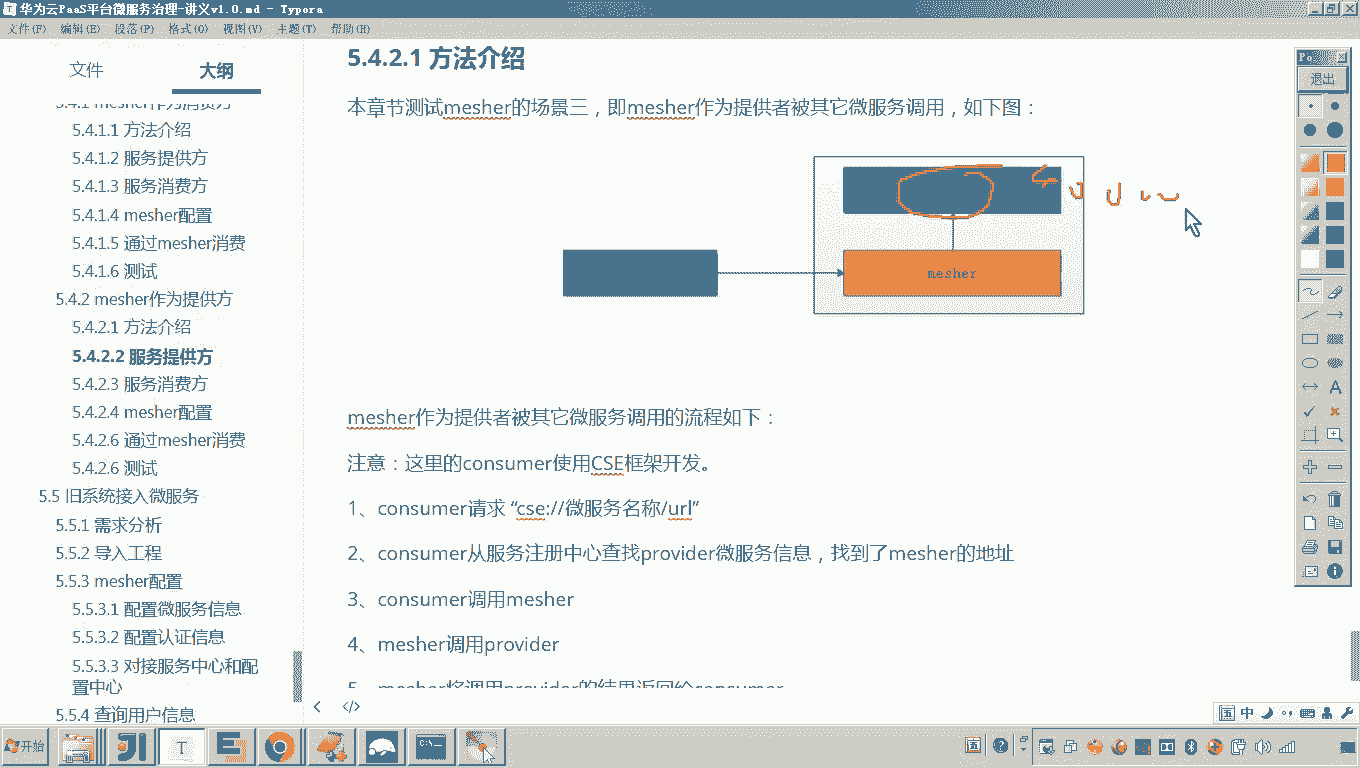 华为云PaaS平台微服务治理-讲义v1.0.md - Typora
文件(F) 编辑(E) 段落(P) 格式(O) 视图(V) 主题(T) 帮助(H)
文件 大纲
5.4.1 mesher作为消费方
5.4.1.1 方法介绍
5.4.1.2 服务提供方
5.4.1.3 服务消费方
5.4.1.4 mesher配置
5.4.1.5 通过mesher消费
5.4.1.6 测试
5.4.2 mesher作为提供方
5.4.2.1 方法介绍
5.4.2.2 服务提供方
5.4.2.3 服务消费方
5.4.2.4 mesher配置
5.4.2.6 通过mesher消费
5.4.2.6 测试
5.5 旧系统接入微服务
5.5.1 需求分析
5.5.2 导入工程
5.5.3 mesher配置
5.5.3.1 配置微服务信息
5.5.3.2 配置认证信息
5.5.3.3 对接服务中心和配
置中心
5.5.4 查询用户信息
5.4.2.1 方法介绍
本章节测试mesher的场景三，即mesher作为提供者被其它微服务调用，如下图：
mesher
mesher作为提供者被其它微服务调用的流程如下：
注意：这里的consumer使用CSE框架开发。
1、consumer请求 “cse://微服务名称/url”
2、consumer从服务注册中心查找provider微服务信息，找到了mesher的地址
3、consumer调用mesher
4、mesher调用provider
5、mesher将调用provider的结果返回给consumer
退出
A
中
开始